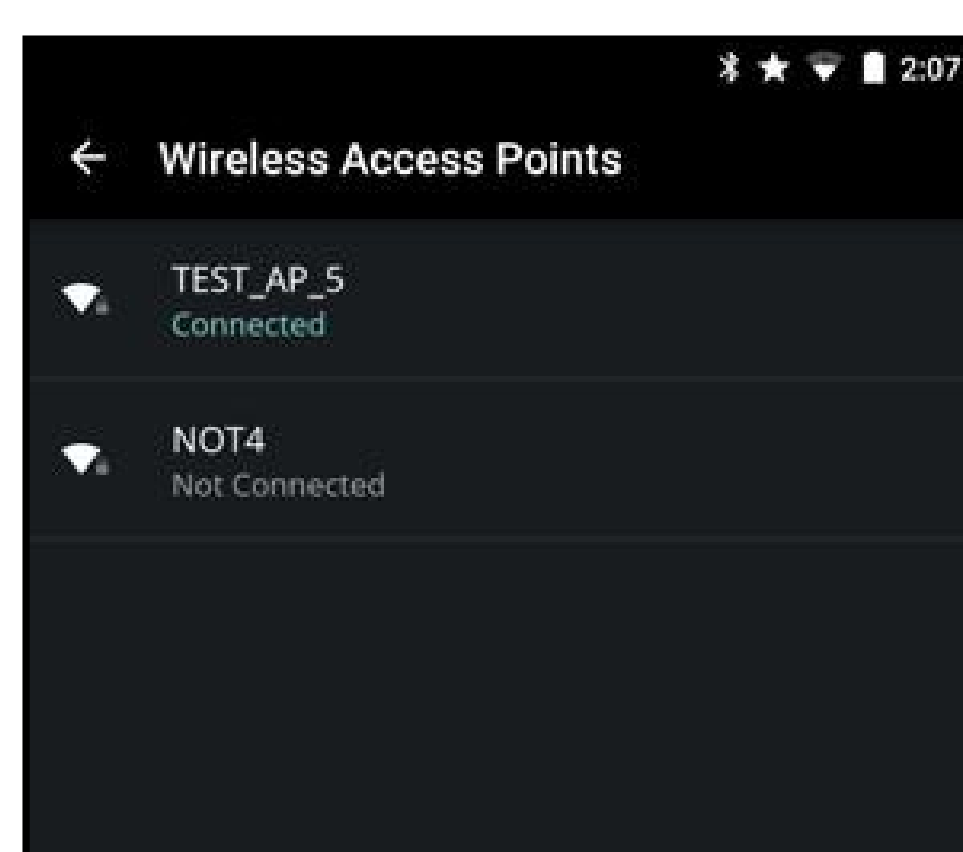 2:07
Wireless Access Points
TEST_AP_5
Connected
NOT4
Not Connected